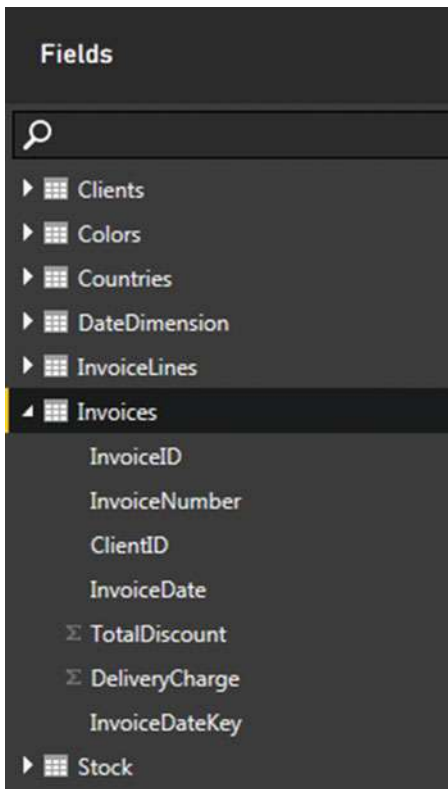 Fields
Clients
Colors
Countries
DateDimension
InvoiceLines
Invoices
InvoiceID
InvoiceNumber
ClientID
InvoiceDate
Σ TotalDiscount
Σ DeliveryCharge
InvoiceDateKey
Stock